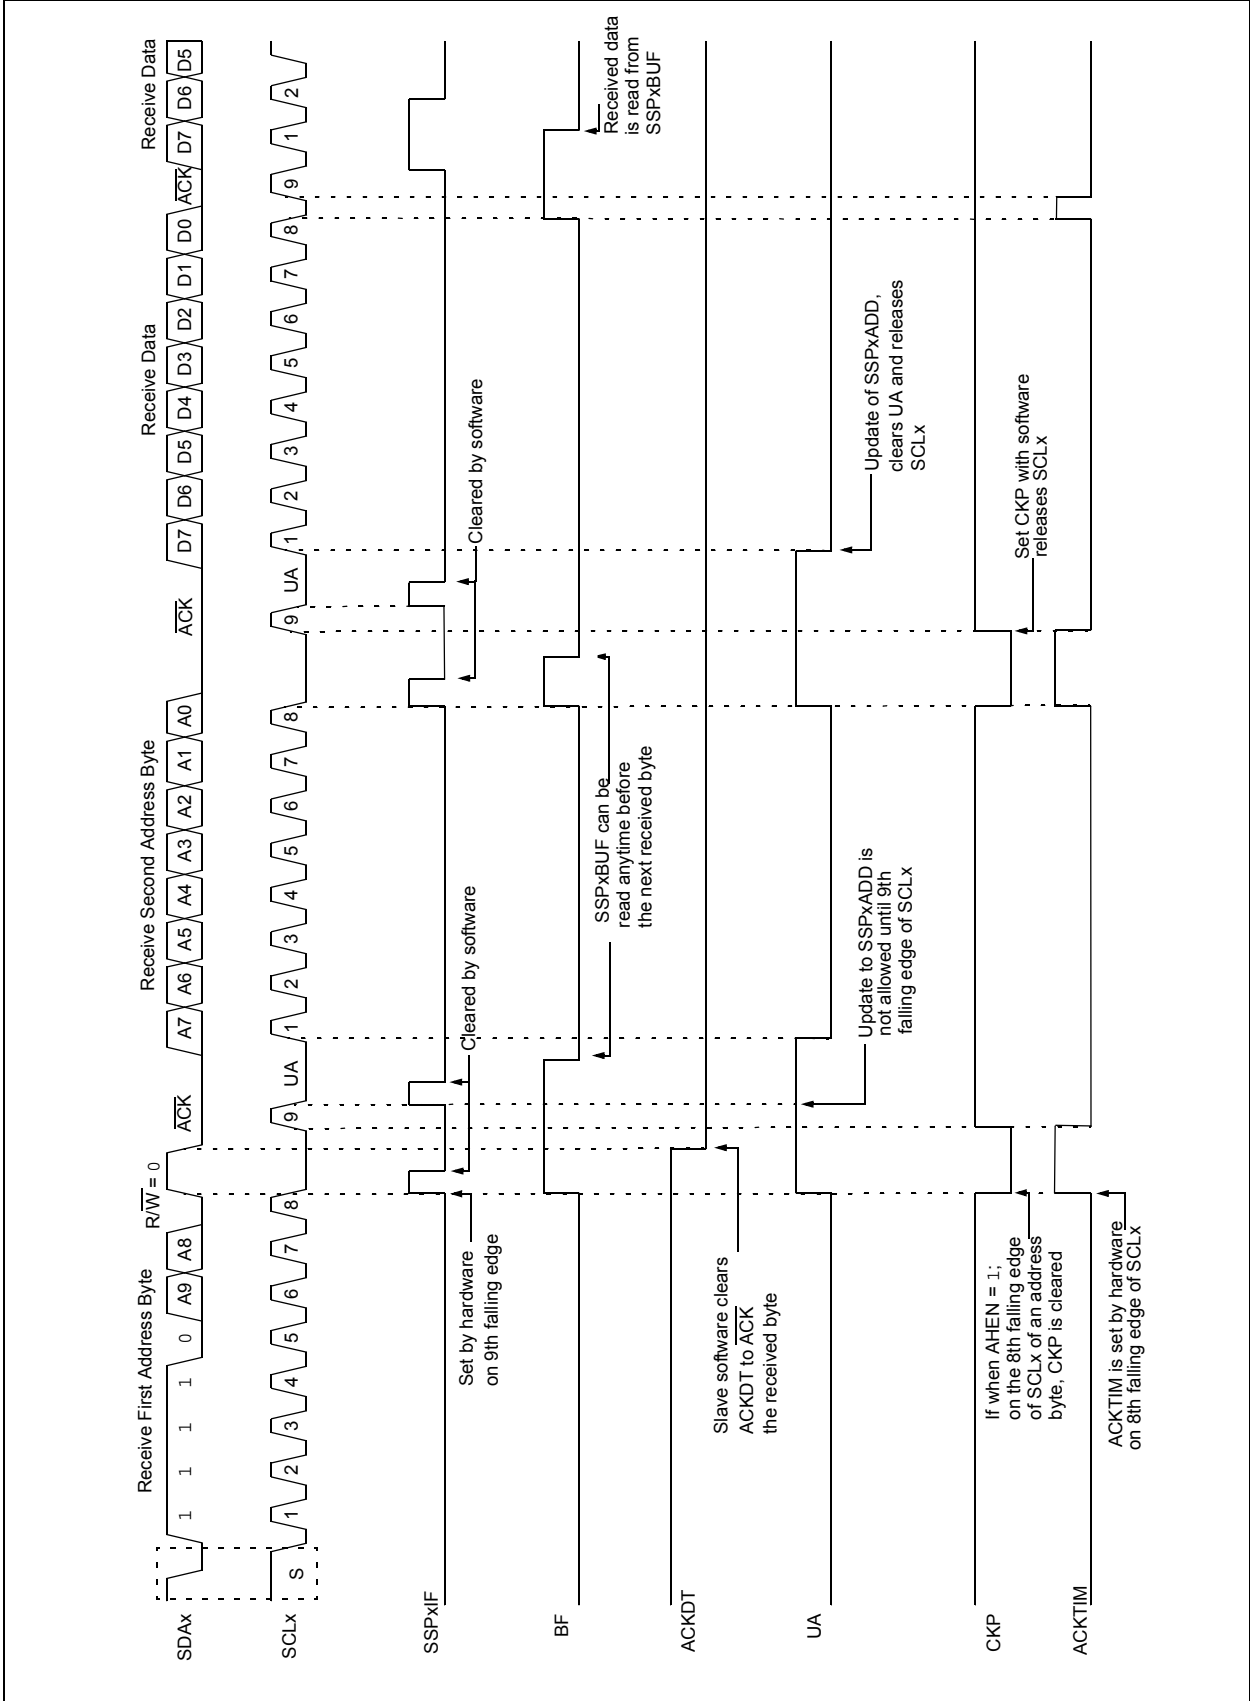 Receive First Address Byte
R/W = 0
Receive Second Address Byte
Receive Data
Receive Data
SDAx
1 1 1 1 0 A9 A8 ACK A7 A6 A5 A4 A3 A2 A1 A0 ACK D7 D6 D5 D4 D3 D2 D1 D0 ACK D7 D6 D5
SCLx
S 1 2 3 4 5 6 7 8 9 UA 1 2 3 4 5 6 7 8 9 UA 1 2 3 4 5 6 7 8 9 1 2
SSPxIF
Set by hardware
on 9th falling edge
Cleared by software
Cleared by software
BF
SSPxBUF can be
read anytime before
the next received byte
Received data
is read from
SSPxBUF
ACKDT
Slave software clears
ACKDT to ACK
the received byte
UA
Update to SSPxADD is
not allowed until 9th
falling edge of SCLx
Update of SSPxADD,
clears UA and releases
SCLx
CKP
If when AHEN = 1;
on the 8th falling edge
of SCLx of an address
byte, CKP is cleared
Set CKP with software
releases SCLx
ACKTIM
ACKTIM is set by hardware
on 8th falling edge of SCLx